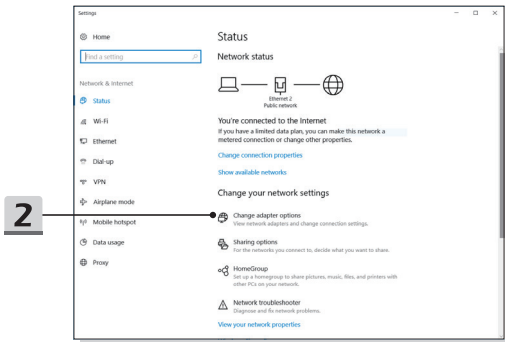 Settings
Home
Find a setting
Network & Internet
Status
Wi-Fi
Ethernet
Dial-up
VPN
Airplane mode
Mobile hotspot
Data usage
Proxy
2
Status
Network status
Ethernet 2
Public network
You're connected to the Internet
If you have a limited data plan, you can make this network a
metered connection or change other properties.
Change connection properties
Show available networks
Change your network settings
Change adapter options
View network adapters and change connection settings.
Sharing options
For the networks you connect to, decide what you want to share.
HomeGroup
Set up a homegroup to share pictures, music, files, and printers with
other PCs on your network.
Network troubleshooter
Diagnose and fix network problems.
View your network properties